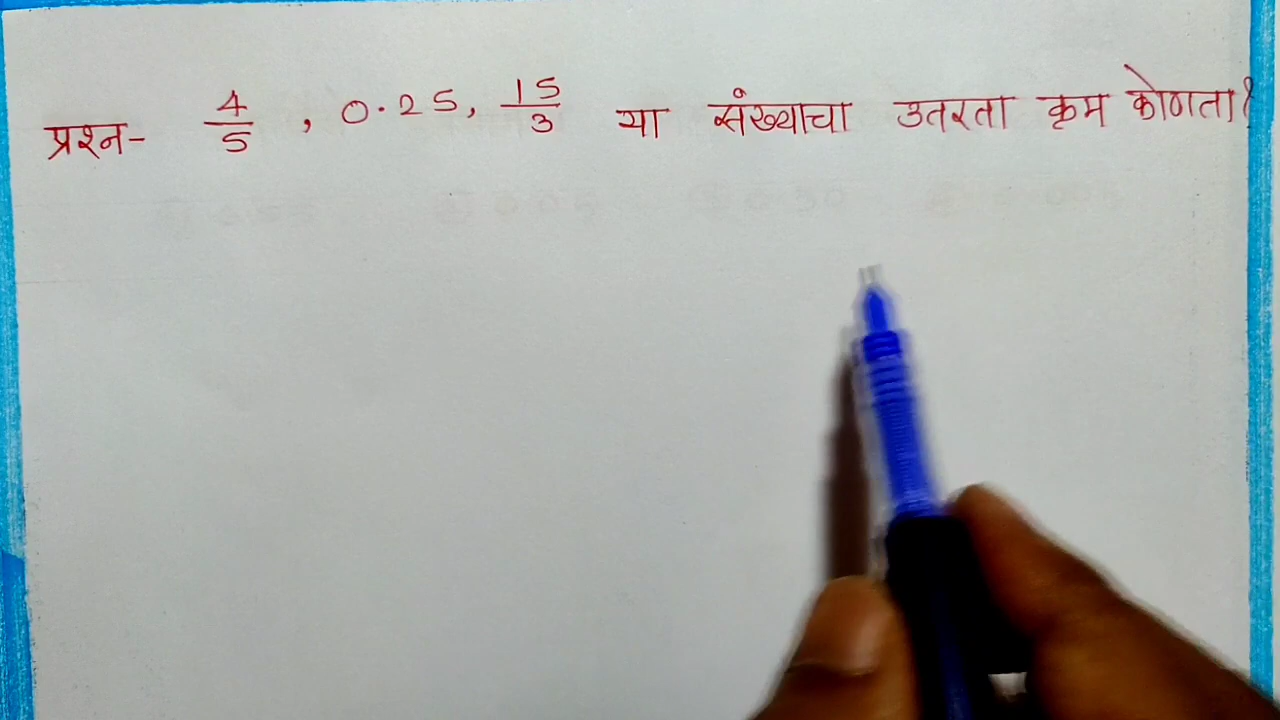 प्रश्न- 4/5 , 0.25, 15/3 या संख्याचा उतरता क्रम कोणता?